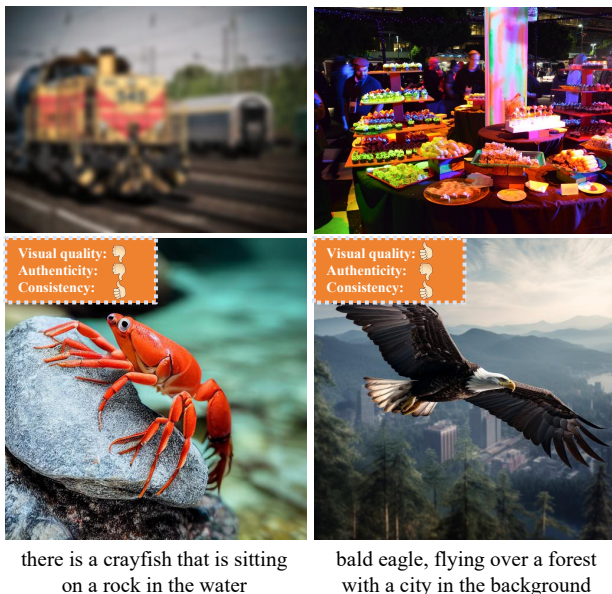 Visual quality:
Authenticity:
Consistency:
Visual quality:
Authenticity:
Consistency:
there is a crayfish that is sitting
on a rock in the water
bald eagle, flying over a forest
with a city in the background